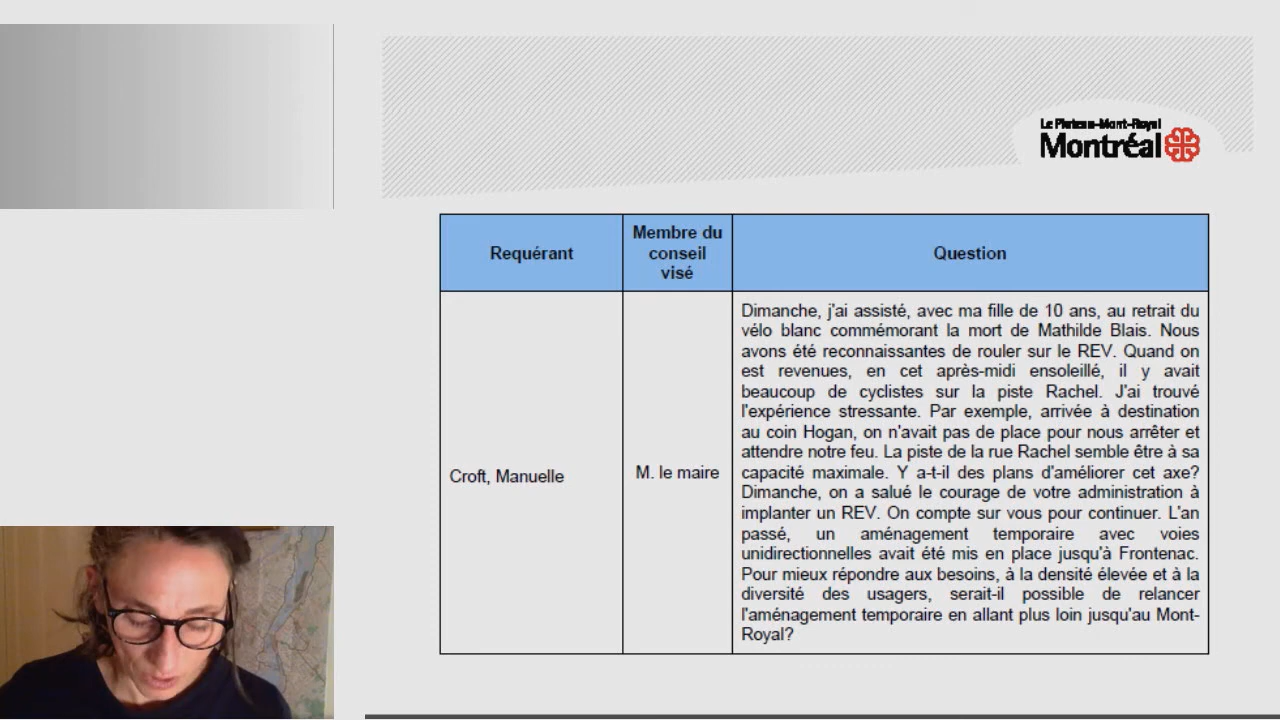 Le Plateau-Mont-Royal
Montréal
Requérant
Membre du
conseil
visé
Question
Croft, Manuelle
M. le maire
Dimanche, j'ai assisté, avec ma fille de 10 ans, au retrait du
vélo blanc commémorant la mort de Mathilde Blais. Nous
avons été reconnaissantes de rouler sur le REV. Quand on
est revenues, en cet après-midi ensoleillé, il y avait
beaucoup de cyclistes sur la piste Rachel. J'ai trouvé
l'expérience stressante. Par exemple, arrivée à destination
au coin Hogan, on n'avait pas de place pour nous arrêter et
attendre notre feu. La piste de la rue Rachel semble être à sa
capacité maximale. Y a-t-il des plans d'améliorer cet axe?
Dimanche, on a salué le courage de votre administration à
implanter un REV. On compte sur vous pour continuer. L'an
passé, un aménagement temporaire avec voies
unidirectionnelles avait été mis en place jusqu'à Frontenac.
Pour mieux répondre aux besoins, à la densité élevée et à la
diversité des usagers, serait-il possible de relancer
l'aménagement temporaire en allant plus loin jusqu'au Mont-
Royal?